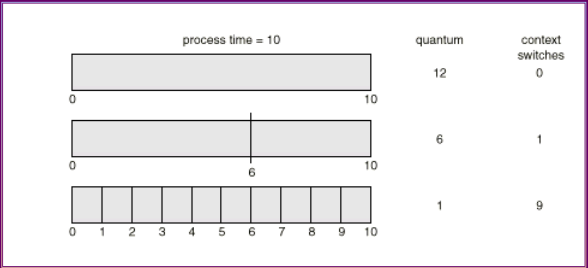 process time = 10 quantum context
switches
12 0
0 10
6 1
0 6 10
1 9
0 1 2 3 4 5 6 7 8 9 10